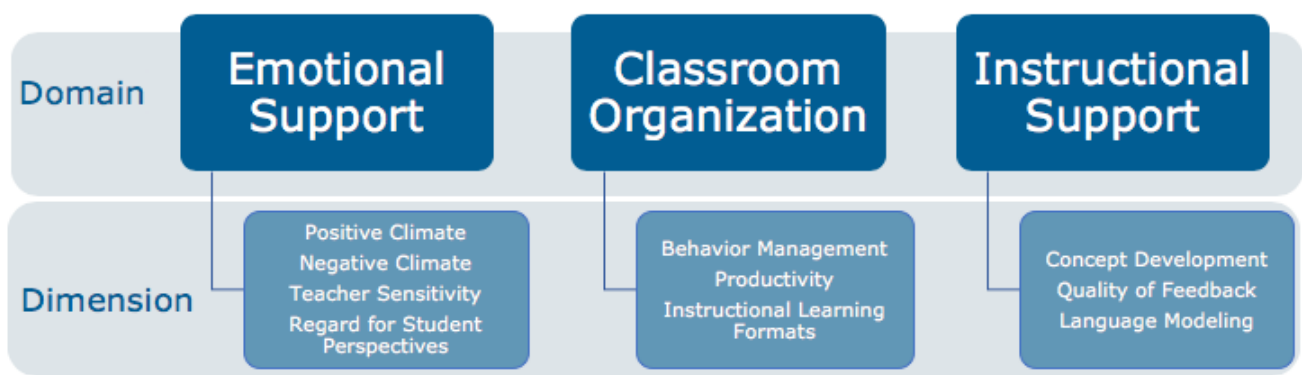 Domain
Emotional
Support
Classroom
Organization
Instructional
Support
Dimension
Positive Climate
Negative Climate
Teacher Sensitivity
Regard for Student
Perspectives
Behavior Management
Productivity
Instructional Learning
Formats
Concept Development
Quality of Feedback
Language Modeling